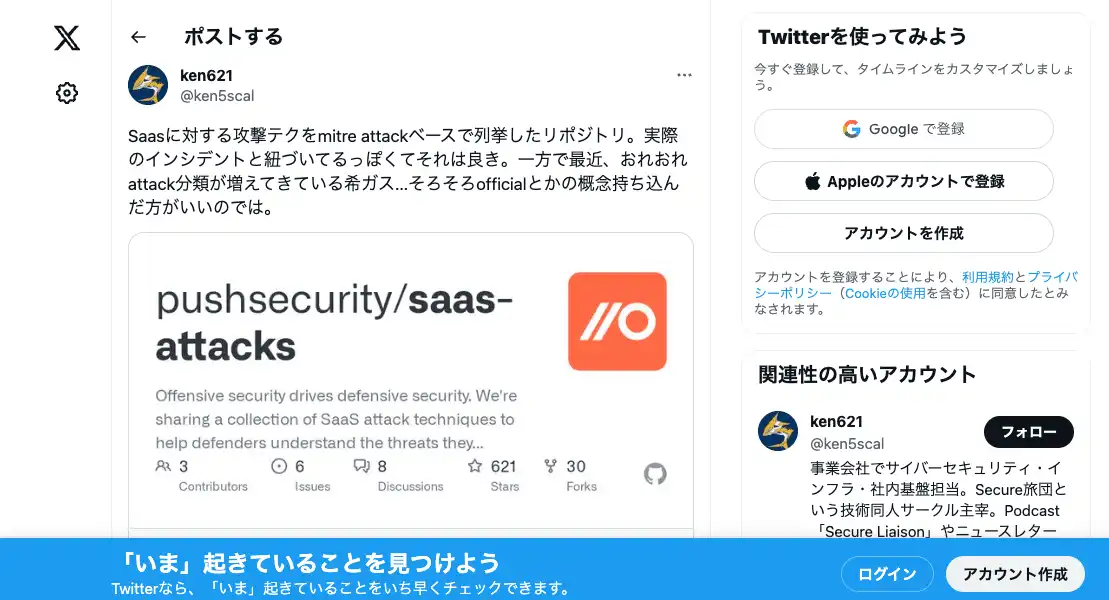 ポストする
ken621
@ken5scal
Saasに対する攻撃テクをmitre attackベースで列挙したリポジトリ。実際
のインシデントと紐づいてるっぽくてそれは良き。一方で最近、おれおれ
attack分類が増えてきている希ガス...そろそろofficialとかの概念持ち込ん
だ方がいいのでは。
pushsecurity/saas-
attacks
Offensive security drives defensive security. We're
sharing a collection of SaaS attack techniques to
help defenders understand the threats they...
3
Contributors
6
Issues
8
Discussions
621
Stars
30
Forks
Twitterを使ってみよう
今すぐ登録して、タイムラインをカスタマイズしましょ
う。
Google で登録
Appleのアカウントで登録
アカウントを作成
アカウントを登録することにより、利用規約とプライバ
シーポリシー（Cookieの使用を含む）に同意したとみ
なされます。
関連性の高いアカウント
ken621
@ken5scal
フォロー
事業会社でサイバーセキュリティ・イ
ンフラ・社内基盤担当。Secure旅団と
いう技術同人サークル主宰。Podcast
「Secure Liaison」やニュースレター
「いま」起きていることを見つけよう
Twitterなら、「いま」起きていることをいち早くチェックできます。
ログイン
アカウント作成